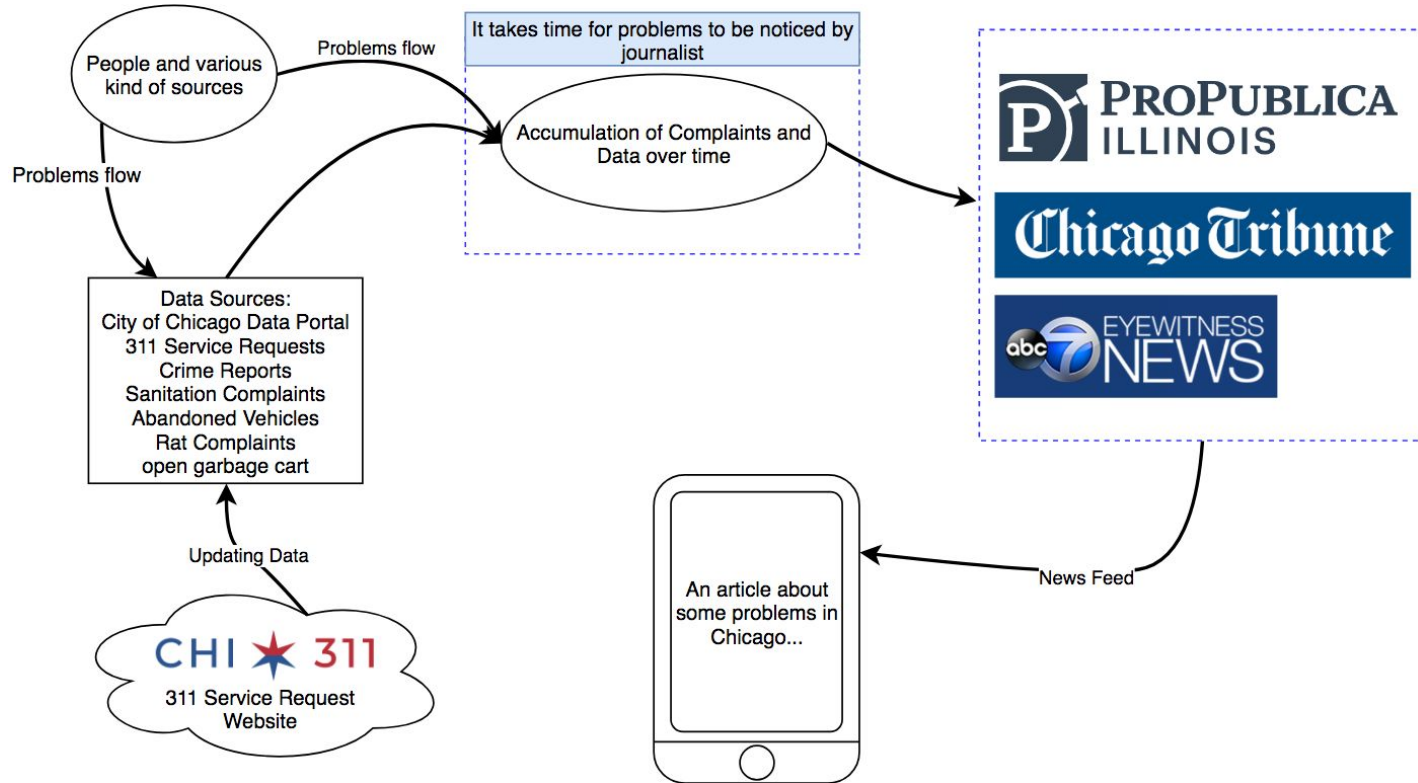 It takes time for problems to be noticed by
journalist
Problems flow
People and various
kind of sources
Accumulation of Complaints and
Data over time
P
PROPUBLICA
ILLINOIS
Problems flow
Chicago Tribune
Data Sources:
City of Chicago Data Portal
311 Service Requests
Crime Reports
Sanitation Complaints
Abandoned Vehicles
Rat Complaints
open garbage cart
abc 7 EYEWITNESS
NEWS
Updating Data
News Feed
An article about
some problems in
Chicago...
CHI 311
311 Service Request
Website